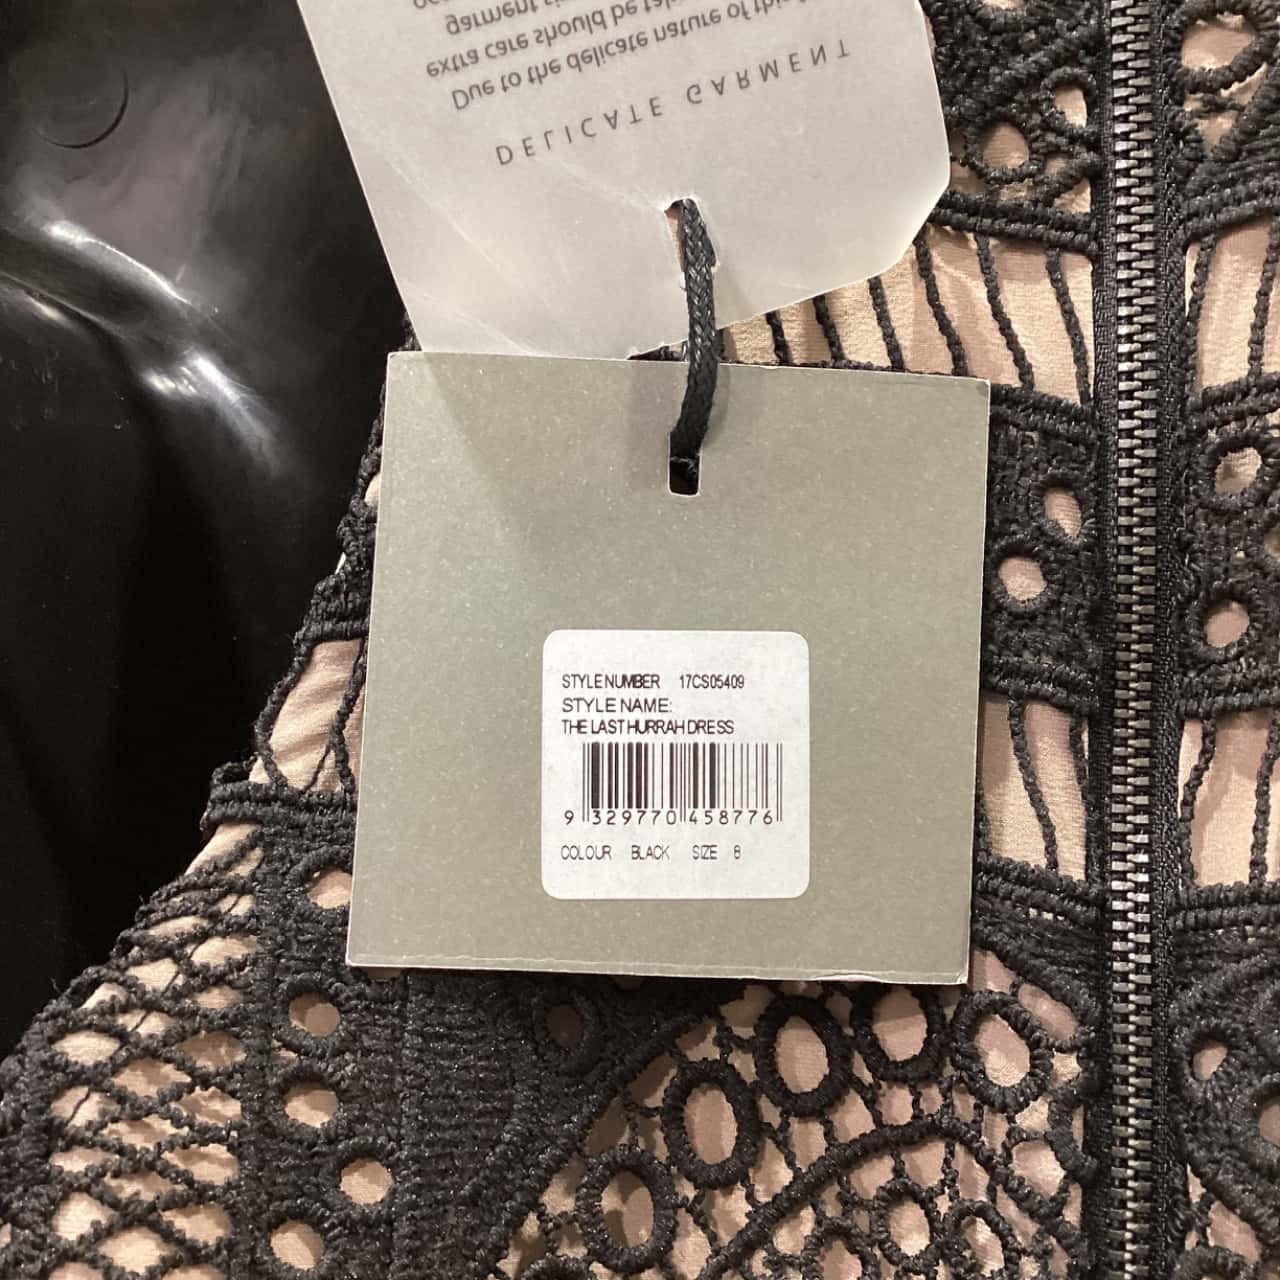 DELICATE GARMENT
Due to the delicate nature of this
extra care should be
garment
STYLE NUMBER 17CS05409
STYLE NAME:
THE LAST HURRAH DRESS
9 329770 458776
COLOUR BLACK SIZE 8